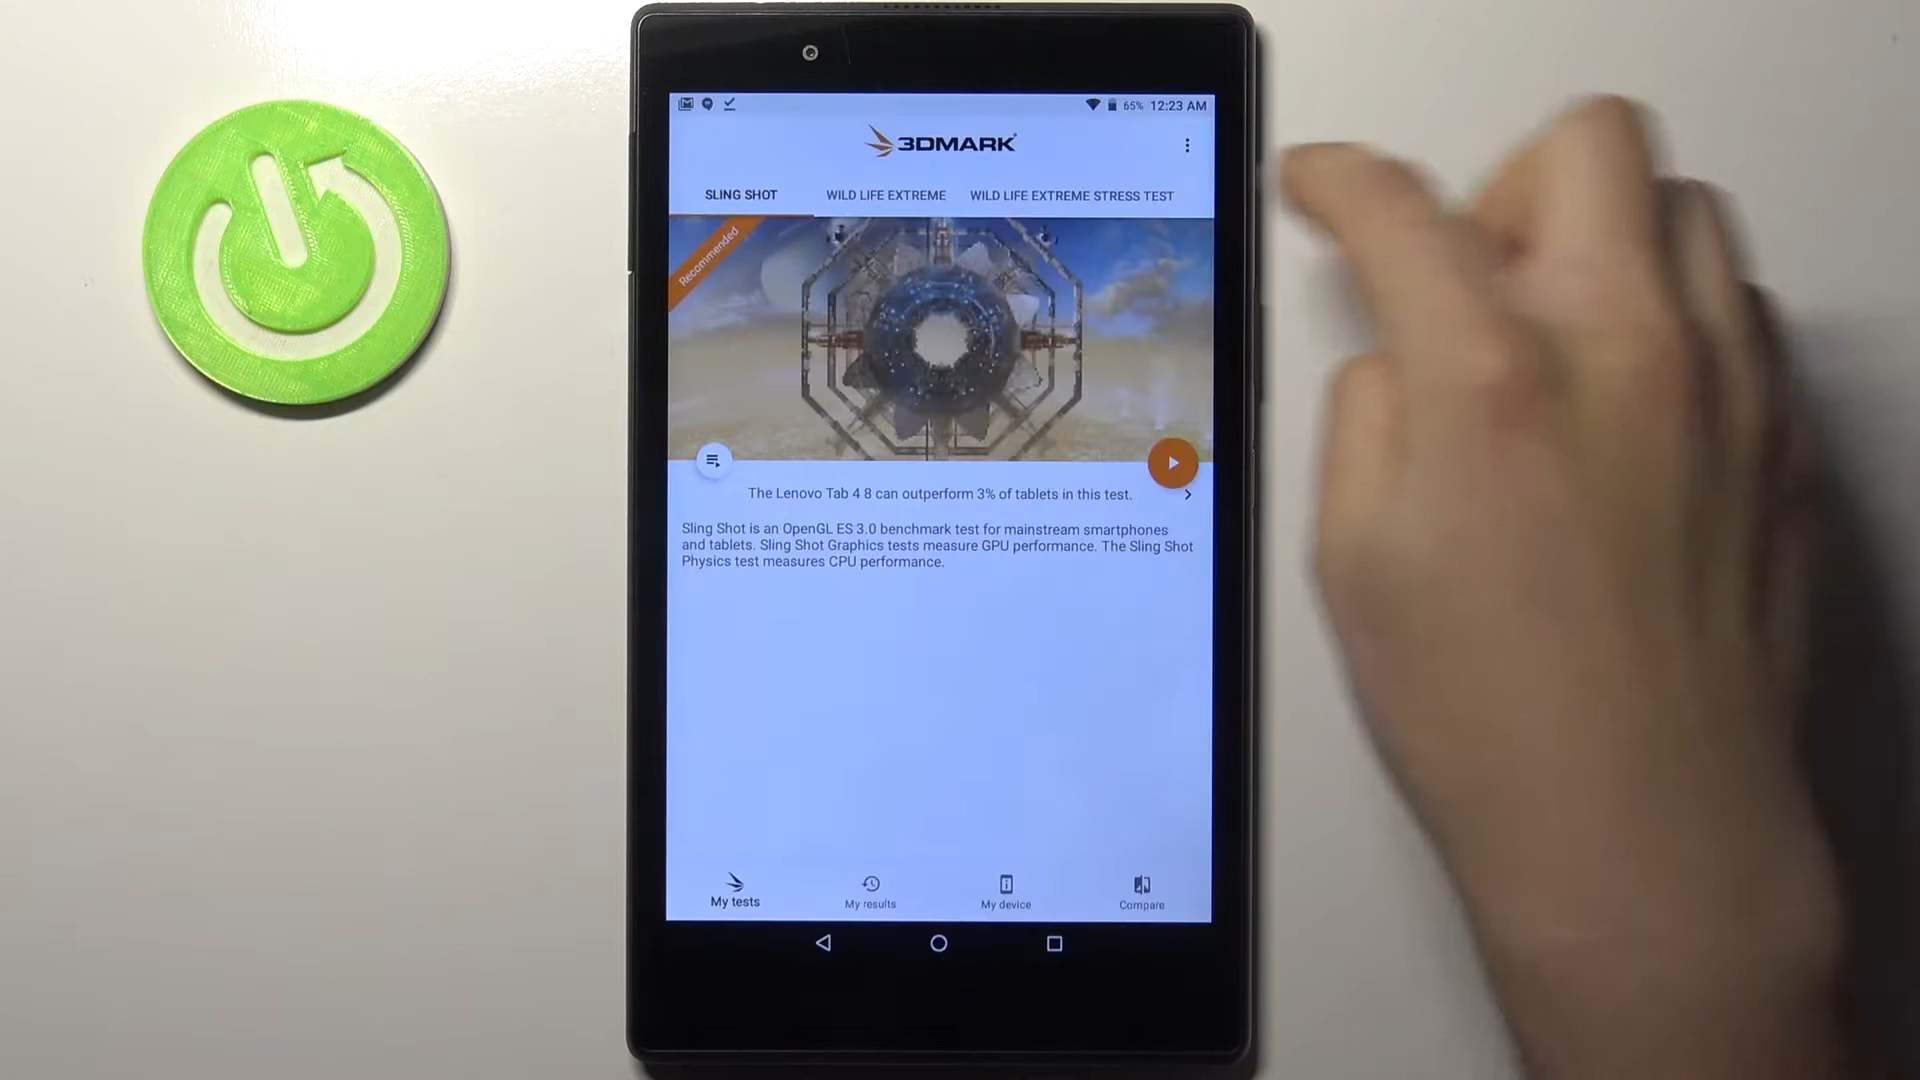 65% 12:23 AM
3DMARK
SLING SHOT WILD LIFE EXTREME WILD LIFE EXTREME STRESS TEST
Recommended
The Lenovo Tab 4 8 can outperform 3% of tablets in this test.
Sling Shot is an OpenGL ES 3.0 benchmark test for mainstream smartphones
and tablets. Sling Shot Graphics tests measure GPU performance. The Sling Shot
Physics test measures CPU performance.
My tests My results My device Compare